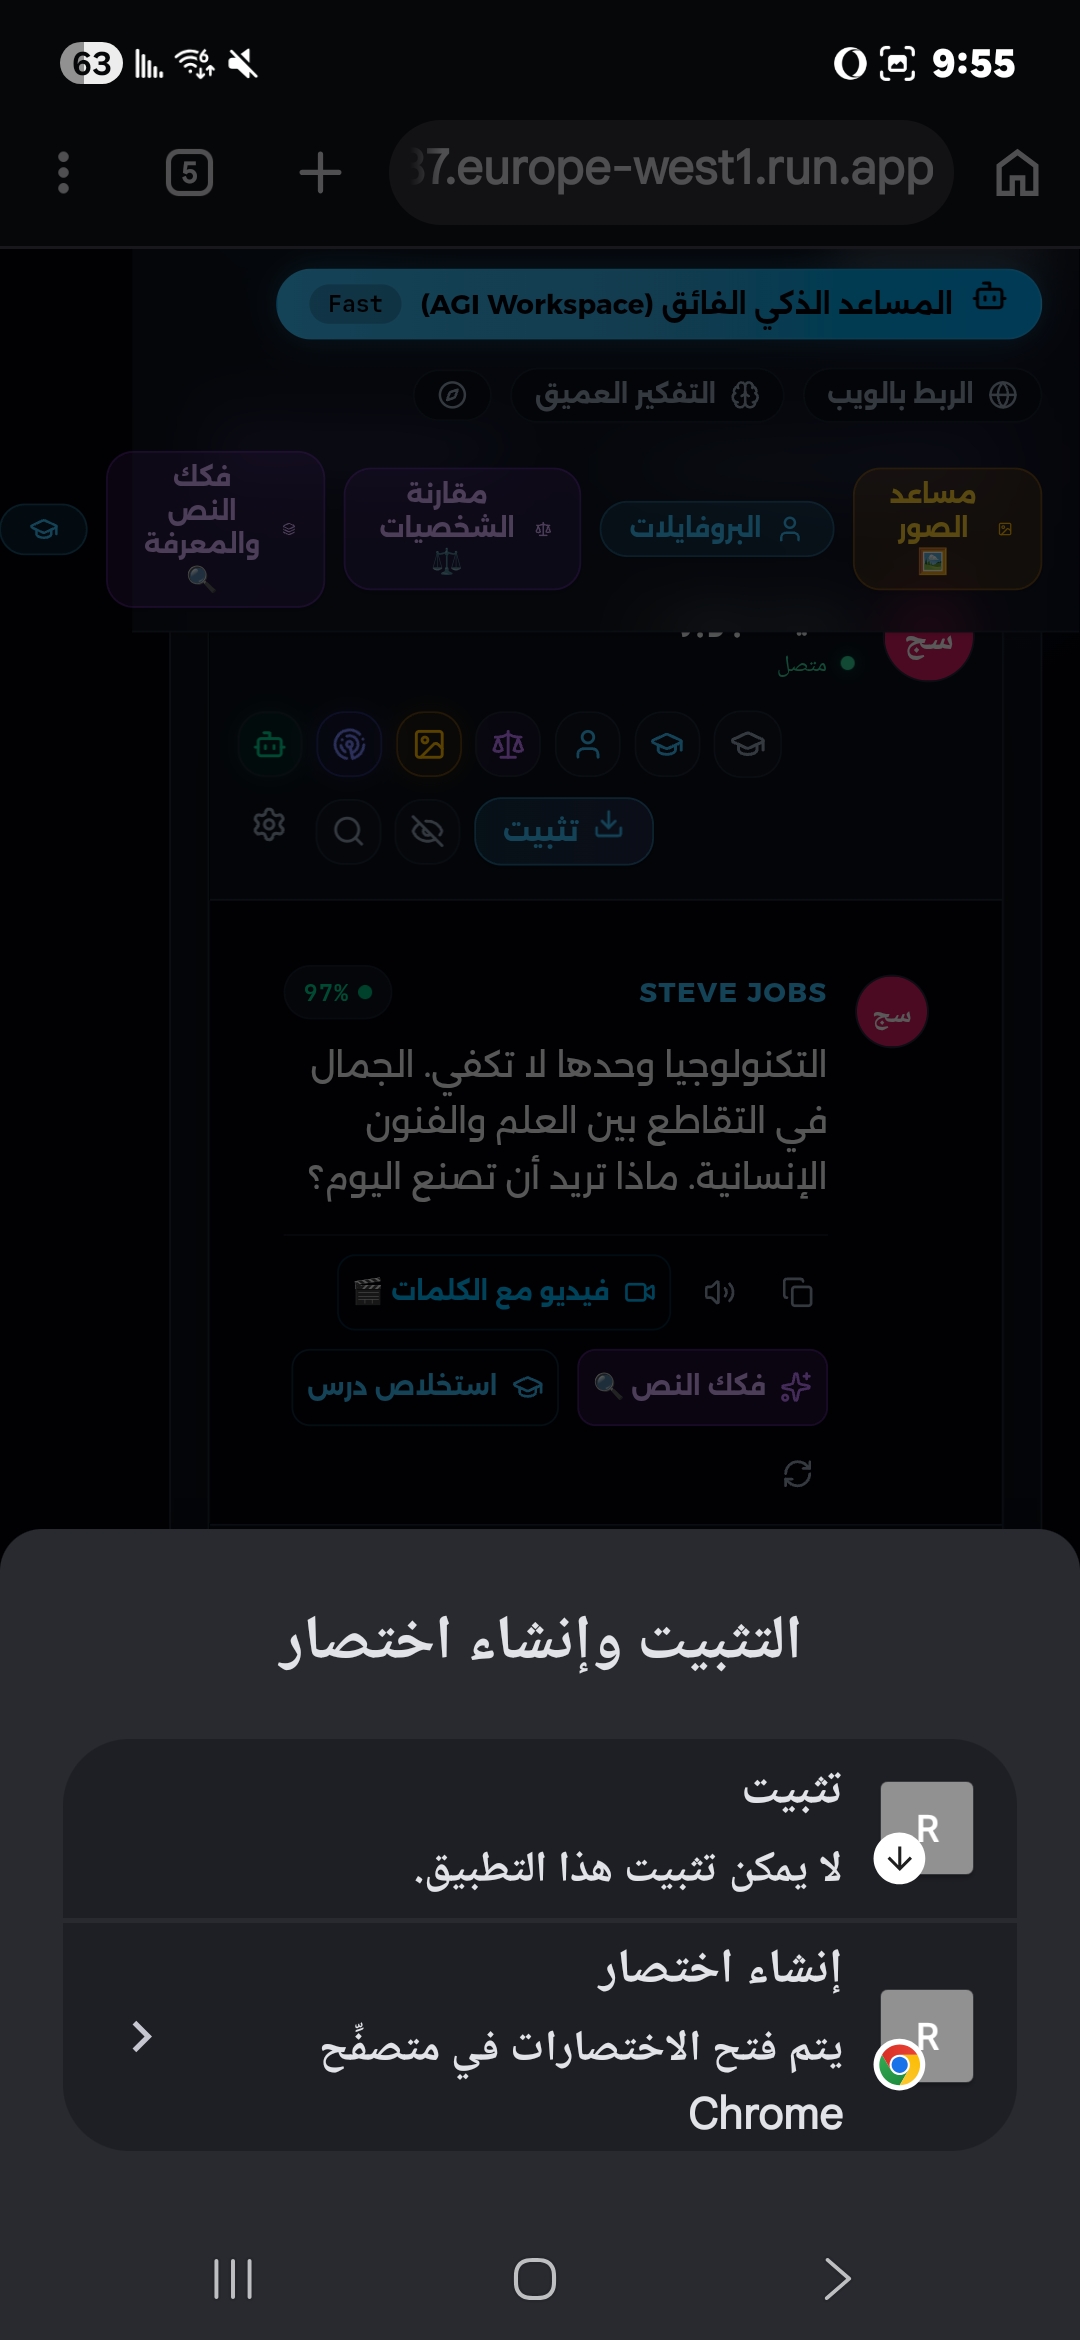 63
9:55
5
37.europe-west1.run.app
المساعد الذكي الفائق (AGI Workspace) Fast
الربط بالويب
التفكير العميق
مساعد
الصور
🖼️
البروفايلات
مقارنة
الشخصيات
⚖️
فكك
النص
والمعرفة
🔍
سج
متصل
تثبيت
سج
STEVE JOBS
97%
التكنولوجيا وحدها لا تكفي. الجمال
في التقاطع بين العلم والفنون
الإنسانية. ماذا تريد أن تصنع اليوم؟
فيديو مع الكلمات 🎬
فكك النص 🔍
استخلاص درس
التثبيت وإنشاء اختصار
R
تثبيت
لا يمكن تثبيت هذا التطبيق.
R
إنشاء اختصار
يتم فتح الاختصارات في متصفِّح
Chrome